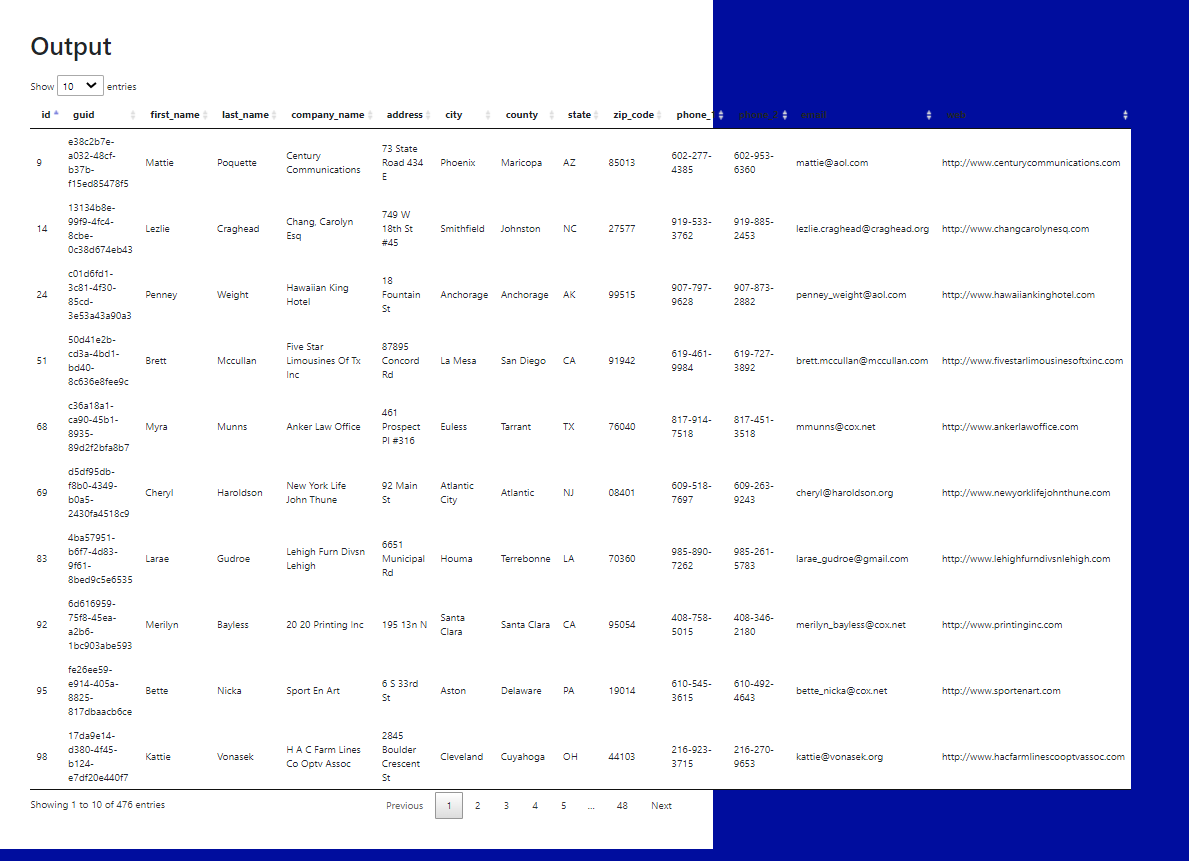 Output
Show 10 entries
id guid first_name last_name company_name address city county state zip_code phone_1 phone_2 email web
9 e38c2b7e-a032-48cf-b37b-f15ed85478f5 Mattie Poquette Century Communications 73 State Road 434 E Phoenix Maricopa AZ 85013 602-277-4385 602-953-6360 mattie@aol.com http://www.centurycommunications.com
14 13134b8e-99f9-4fc4-8cbe-0c38d674eb43 Lezlie Craghead Chang, Carolyn Esq 749 W 18th St #45 Smithfield Johnston NC 27577 919-533-3762 919-885-2453 lezlie.craghead@craghead.org http://www.changcarolynesq.com
24 c01d6fd1-3c81-4f30-85cd-3e53a43a90a3 Penney Weight Hawaiian King Hotel 18 Fountain St Anchorage Anchorage AK 99515 907-797-9628 907-873-2882 penney_weight@aol.com http://www.hawaiiankinghotel.com
51 50d41e2b-cd3a-4bd1-bd40-8c636e8fee9c Brett Mccullan Five Star Limousines Of Tx Inc 87895 Concord Rd La Mesa San Diego CA 91942 619-461-9984 619-727-3892 brett.mccullan@mccullan.com http://www.fivestarlimousinesoftxinc.com
68 c36a18a1-ca90-45b1-8935-89d2f2bfa8b7 Myra Munns Anker Law Office 461 Prospect Pl #316 Euless Tarrant TX 76040 817-914-7518 817-451-3518 mmunns@cox.net http://www.ankerlawoffice.com
69 d5df95db-f8b0-4349-b0a5-2430fa4518c9 Cheryl Haroldson New York Life John Thune 92 Main St Atlantic City Atlantic NJ 08401 609-518-7697 609-263-9243 cheryl@haroldson.org http://www.newyorklifejohnthune.com
83 4ba57951-b6f7-4d83-9f61-8bed9c5e6535 Larae Gudroe Lehigh Furn Divsn Lehigh 6651 Municipal Rd Houma Terrebonne LA 70360 985-890-7262 985-261-5783 larae_gudroe@gmail.com http://www.lehighfurndivsnlehigh.com
92 6d616959-75f8-45ea-a2b6-1bc903abe593 Merilyn Bayless 20 20 Printing Inc 195 13n N Santa Clara Santa Clara CA 95054 408-758-5015 408-346-2180 merilyn_bayless@cox.net http://www.printinginc.com
95 fe26ee59-e914-405a-8825-817dbaacb6ce Bette Nicka Sport En Art 6 S 33rd St Aston Delaware PA 19014 610-545-3615 610-492-4643 bette_nicka@cox.net http://www.sportenart.com
98 17da9e14-d380-4f45-b124-e7df20e440f7 Kattie Vonasek H A C Farm Lines Co Optv Assoc 2845 Boulder Crescent St Cleveland Cuyahoga OH 44103 216-923-3715 216-270-9653 kattie@vonasek.org http://www.hacfarmlinescooptvassoc.com
Showing 1 to 10 of 476 entries Previous 1 2 3 4 5 … 48 Next